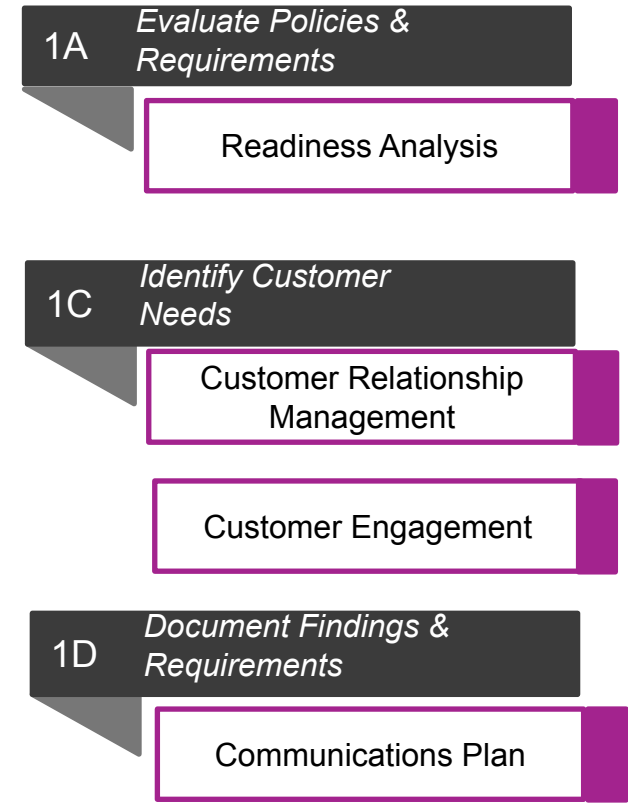 1A
Evaluate Policies &
Requirements
Readiness Analysis
1C
Identify Customer
Needs
Customer Relationship
Management
Customer Engagement
1D
Document Findings &
Requirements
Communications Plan